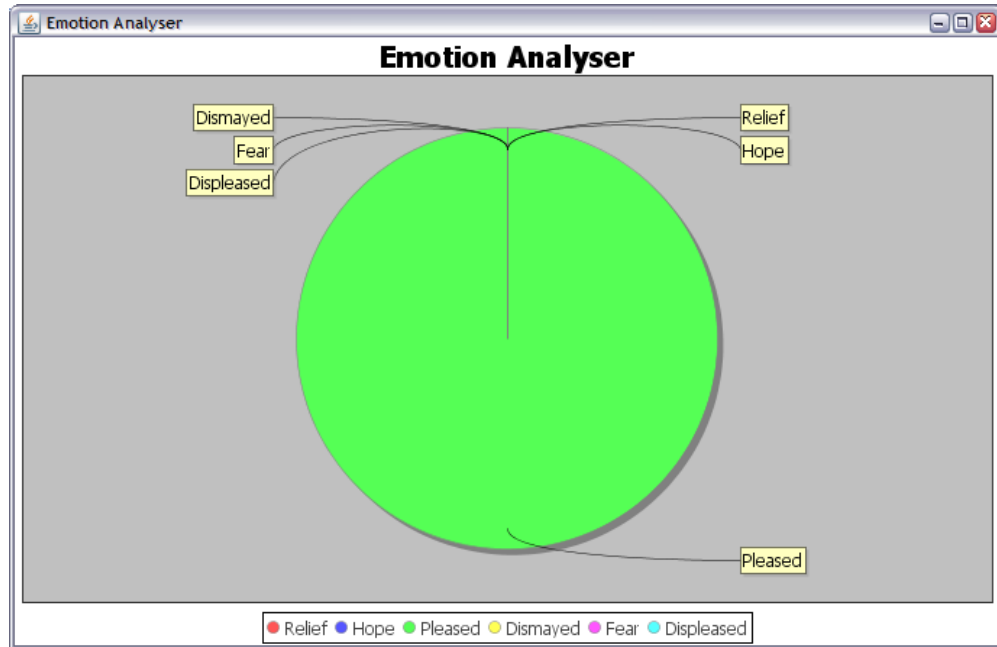 Emotion Analyser
Emotion Analyser
Dismayed
Relief
Fear
Hope
Displeased
Pleased
Relief Hope Pleased Dismayed Fear Displeased